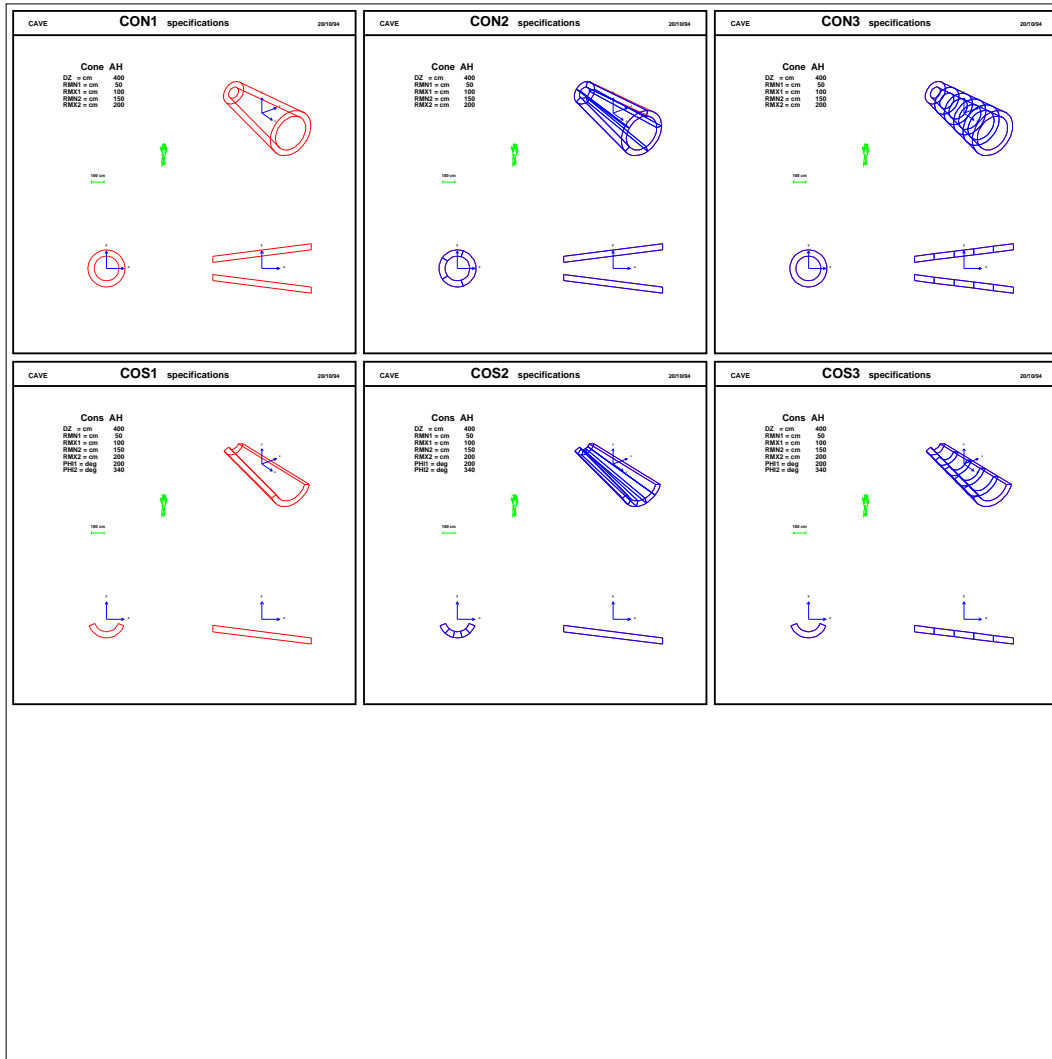 CAVE CON1 specifications 20/10/94
Cone AH
DZ = cm 400
RMN1 = cm 50
RMX1 = cm 100
RMN2 = cm 150
RMX2 = cm 200
100 cm
CAVE CON2 specifications 20/10/94
Cone AH
DZ = cm 400
RMN1 = cm 50
RMX1 = cm 100
RMN2 = cm 150
RMX2 = cm 200
100 cm
CAVE CON3 specifications 20/10/94
Cone AH
DZ = cm 400
RMN1 = cm 50
RMX1 = cm 100
RMN2 = cm 150
RMX2 = cm 200
100 cm
CAVE COS1 specifications 20/10/94
Cons AH
DZ = cm 400
RMN1 = cm 50
RMX1 = cm 100
RMN2 = cm 150
RMX2 = cm 200
PHI1 = deg 200
PHI2 = deg 340
100 cm
CAVE COS2 specifications 20/10/94
Cons AH
DZ = cm 400
RMN1 = cm 50
RMX1 = cm 100
RMN2 = cm 150
RMX2 = cm 200
PHI1 = deg 200
PHI2 = deg 340
100 cm
CAVE COS3 specifications 20/10/94
Cons AH
DZ = cm 400
RMN1 = cm 50
RMX1 = cm 100
RMN2 = cm 150
RMX2 = cm 200
PHI1 = deg 200
PHI2 = deg 340
100 cm